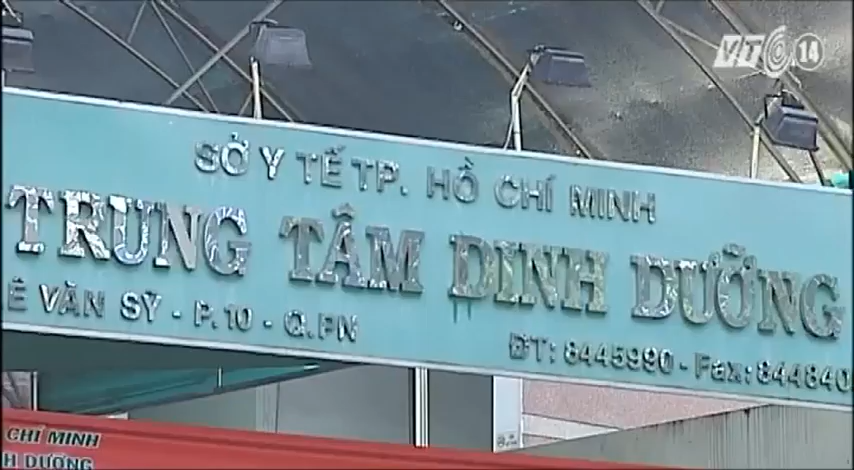 VTC 14
SỞ Y TẾ TP. HỒ CHÍ MINH
TRUNG TÂM DINH DƯỠNG
LÊ VĂN SỸ - P.10 - Q.PN
ĐT: 8445990 - Fax: 844840
CHÍ MINH
H DƯỠNG